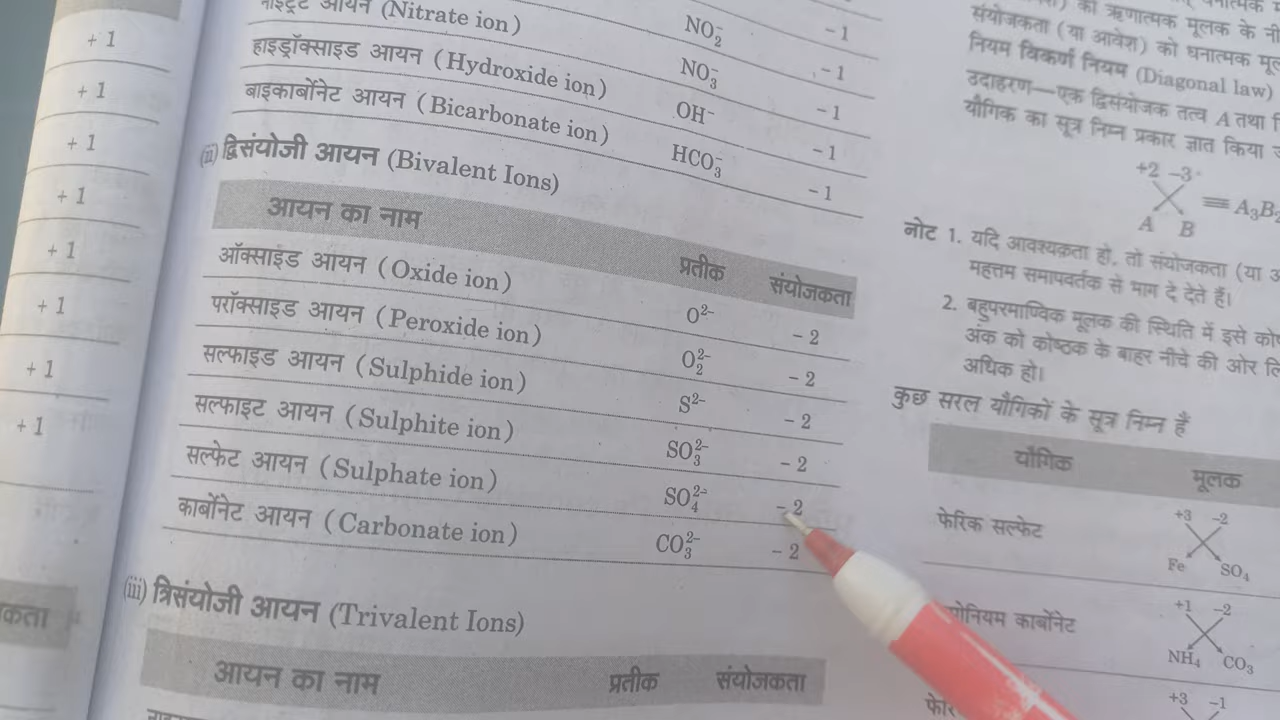 + 1
+ 1
+ 1
+ 1
+ 1
+ 1
+ 1
+ 1
आयन (Nitrate ion) NO₂⁻ - 1
हाइड्रॉक्साइड आयन (Hydroxide ion) NO₃⁻ - 1
बाइकार्बोनेट आयन (Bicarbonate ion) OH⁻ - 1
- 1
HCO₃⁻ - 1
(ii) द्विसंयोजी आयन (Bivalent Ions)
आयन का नाम प्रतीक संयोजकता
ऑक्साइड आयन (Oxide ion) O²⁻ - 2
परॉक्साइड आयन (Peroxide ion) O₂²⁻ - 2
सल्फाइड आयन (Sulphide ion) S²⁻ - 2
सल्फाइट आयन (Sulphite ion) SO₃²⁻ - 2
सल्फेट आयन (Sulphate ion) SO₄²⁻ - 2
कार्बोनेट आयन (Carbonate ion) CO₃²⁻ - 2
(iii) त्रिसंयोजी आयन (Trivalent Ions)
आयन का नाम प्रतीक संयोजकता
को ऋणात्मक मूलक के
संयोजकता (या आवेश) को धनात्मक
नियम विकर्ण नियम (Diagonal law)
उदाहरण—एक द्विसंयोजक तत्व A तथा
यौगिक का सूत्र निम्न प्रकार ज्ञात किया
+2 -3
A B ≡ A₃B₂
नोट 1. यदि आवश्यकता हो, तो संयोजकता (या
महत्तम समापवर्तक से भाग दे देते हैं।
2. बहुपरमाण्विक मूलक की स्थिति में इसे
अंक को कोष्ठक के बाहर नीचे की ओर
अधिक हो।
कुछ सरल यौगिकों के सूत्र निम्न हैं
यौगिक मूलक
फेरिक सल्फेट +3 -2
Fe SO₄
कार्बोनेट +1 -2
NH₄ CO₃
+3 -1